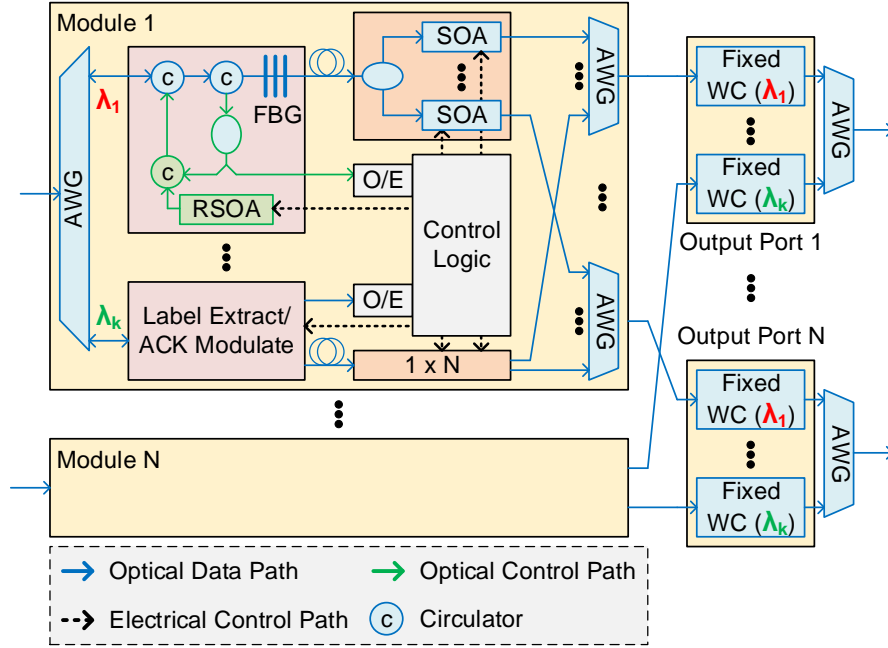 Module 1
AWG
λ1
c
c
FBG
c
RSOA
SOA
SOA
AWG
O/E
Control
Logic
λk
Label Extract/
ACK Modulate
O/E
1 x N
AWG
Fixed
WC (λ1)
Fixed
WC (λk)
AWG
Output Port 1
Output Port N
Fixed
WC (λ1)
Fixed
WC (λk)
AWG
Module N
Optical Data Path
Optical Control Path
Electrical Control Path
c
Circulator